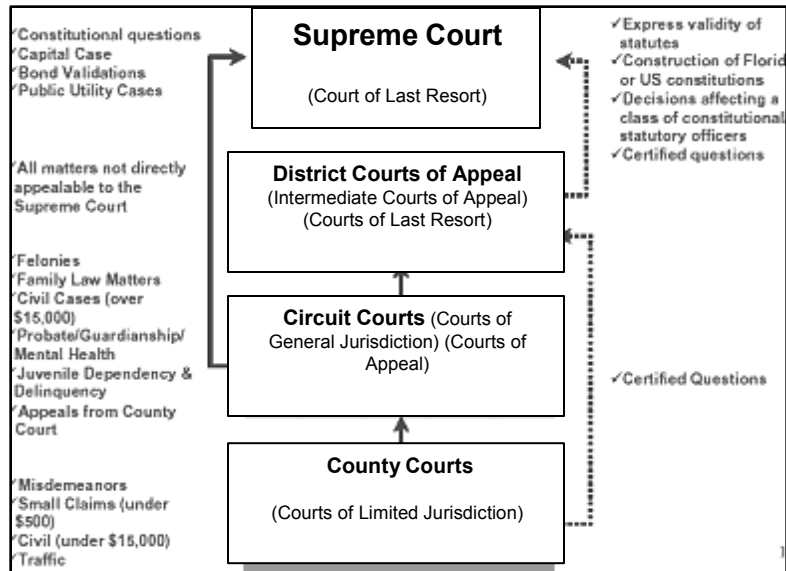 ✓Constitutional questions
✓Capital Case
✓Bond Validations
✓Public Utility Cases
Supreme Court
(Court of Last Resort)
✓Express validity of
statutes
✓Construction of Florid
or US constitutions
✓Decisions affecting a
class of constitutional
statutory officers
✓Certified questions
✓All matters not directly
appealable to the
Supreme Court
District Courts of Appeal
(Intermediate Courts of Appeal)
(Courts of Last Resort)
✓Felonies
✓Family Law Matters
✓Civil Cases (over
$15,000)
✓Probate/Guardianship/
Mental Health
✓Juvenile Dependency &
Delinquency
✓Appeals from County
Court
Circuit Courts (Courts of
General Jurisdiction) (Courts of
Appeal)
✓Certified Questions
✓Misdemeanors
✓Small Claims (under
$500)
✓Civil (under $15,000)
✓Traffic
County Courts
(Courts of Limited Jurisdiction)